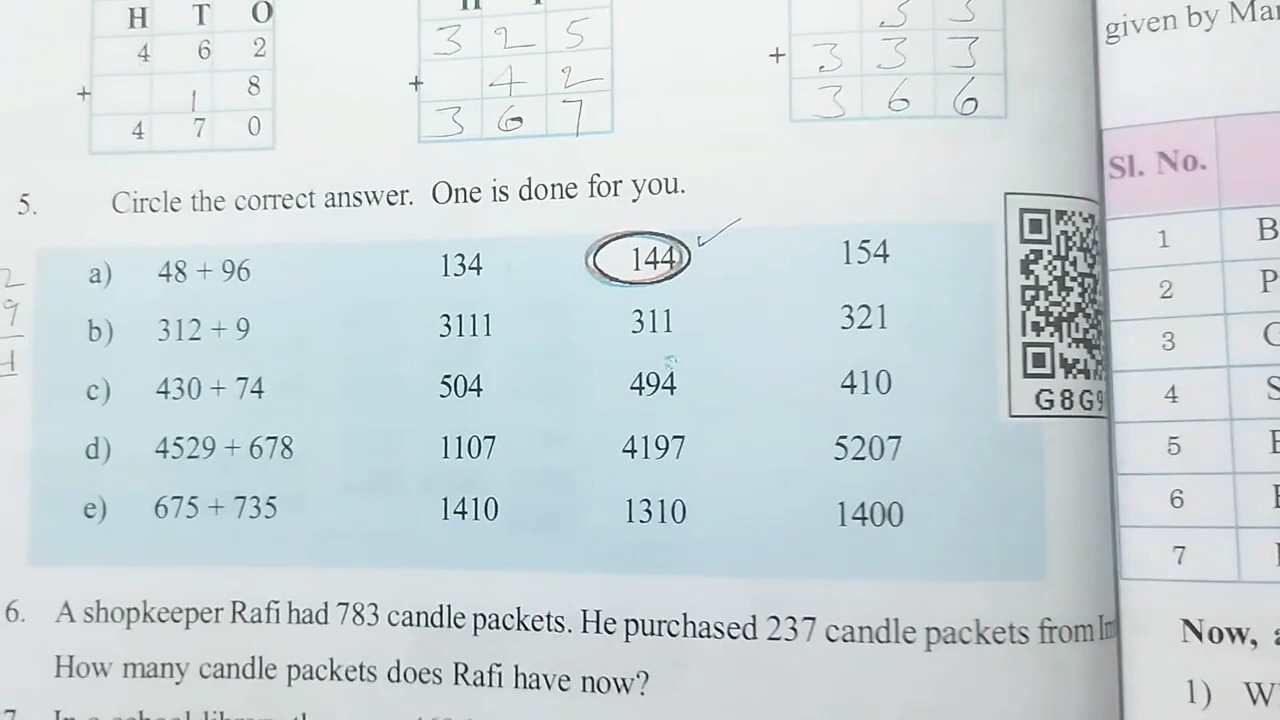 H T O
4 6 2
+ 1 8
4 7 0
3 2 5
+ 4 2
3 6 7
3 3
+ 3 3 3
3 6 6
5. Circle the correct answer. One is done for you.
a) 48 + 96 134 144 154
b) 312 + 9 3111 311 321
c) 430 + 74 504 494 410
d) 4529 + 678 1107 4197 5207
e) 675 + 735 1410 1310 1400
G8G9
6. A shopkeeper Rafi had 783 candle packets. He purchased 237 candle packets from
How many candle packets does Rafi have now?
7. In a school
given by
Sl. No.
1 B
2 P
3
4 S
5
6
7
Now,
1)